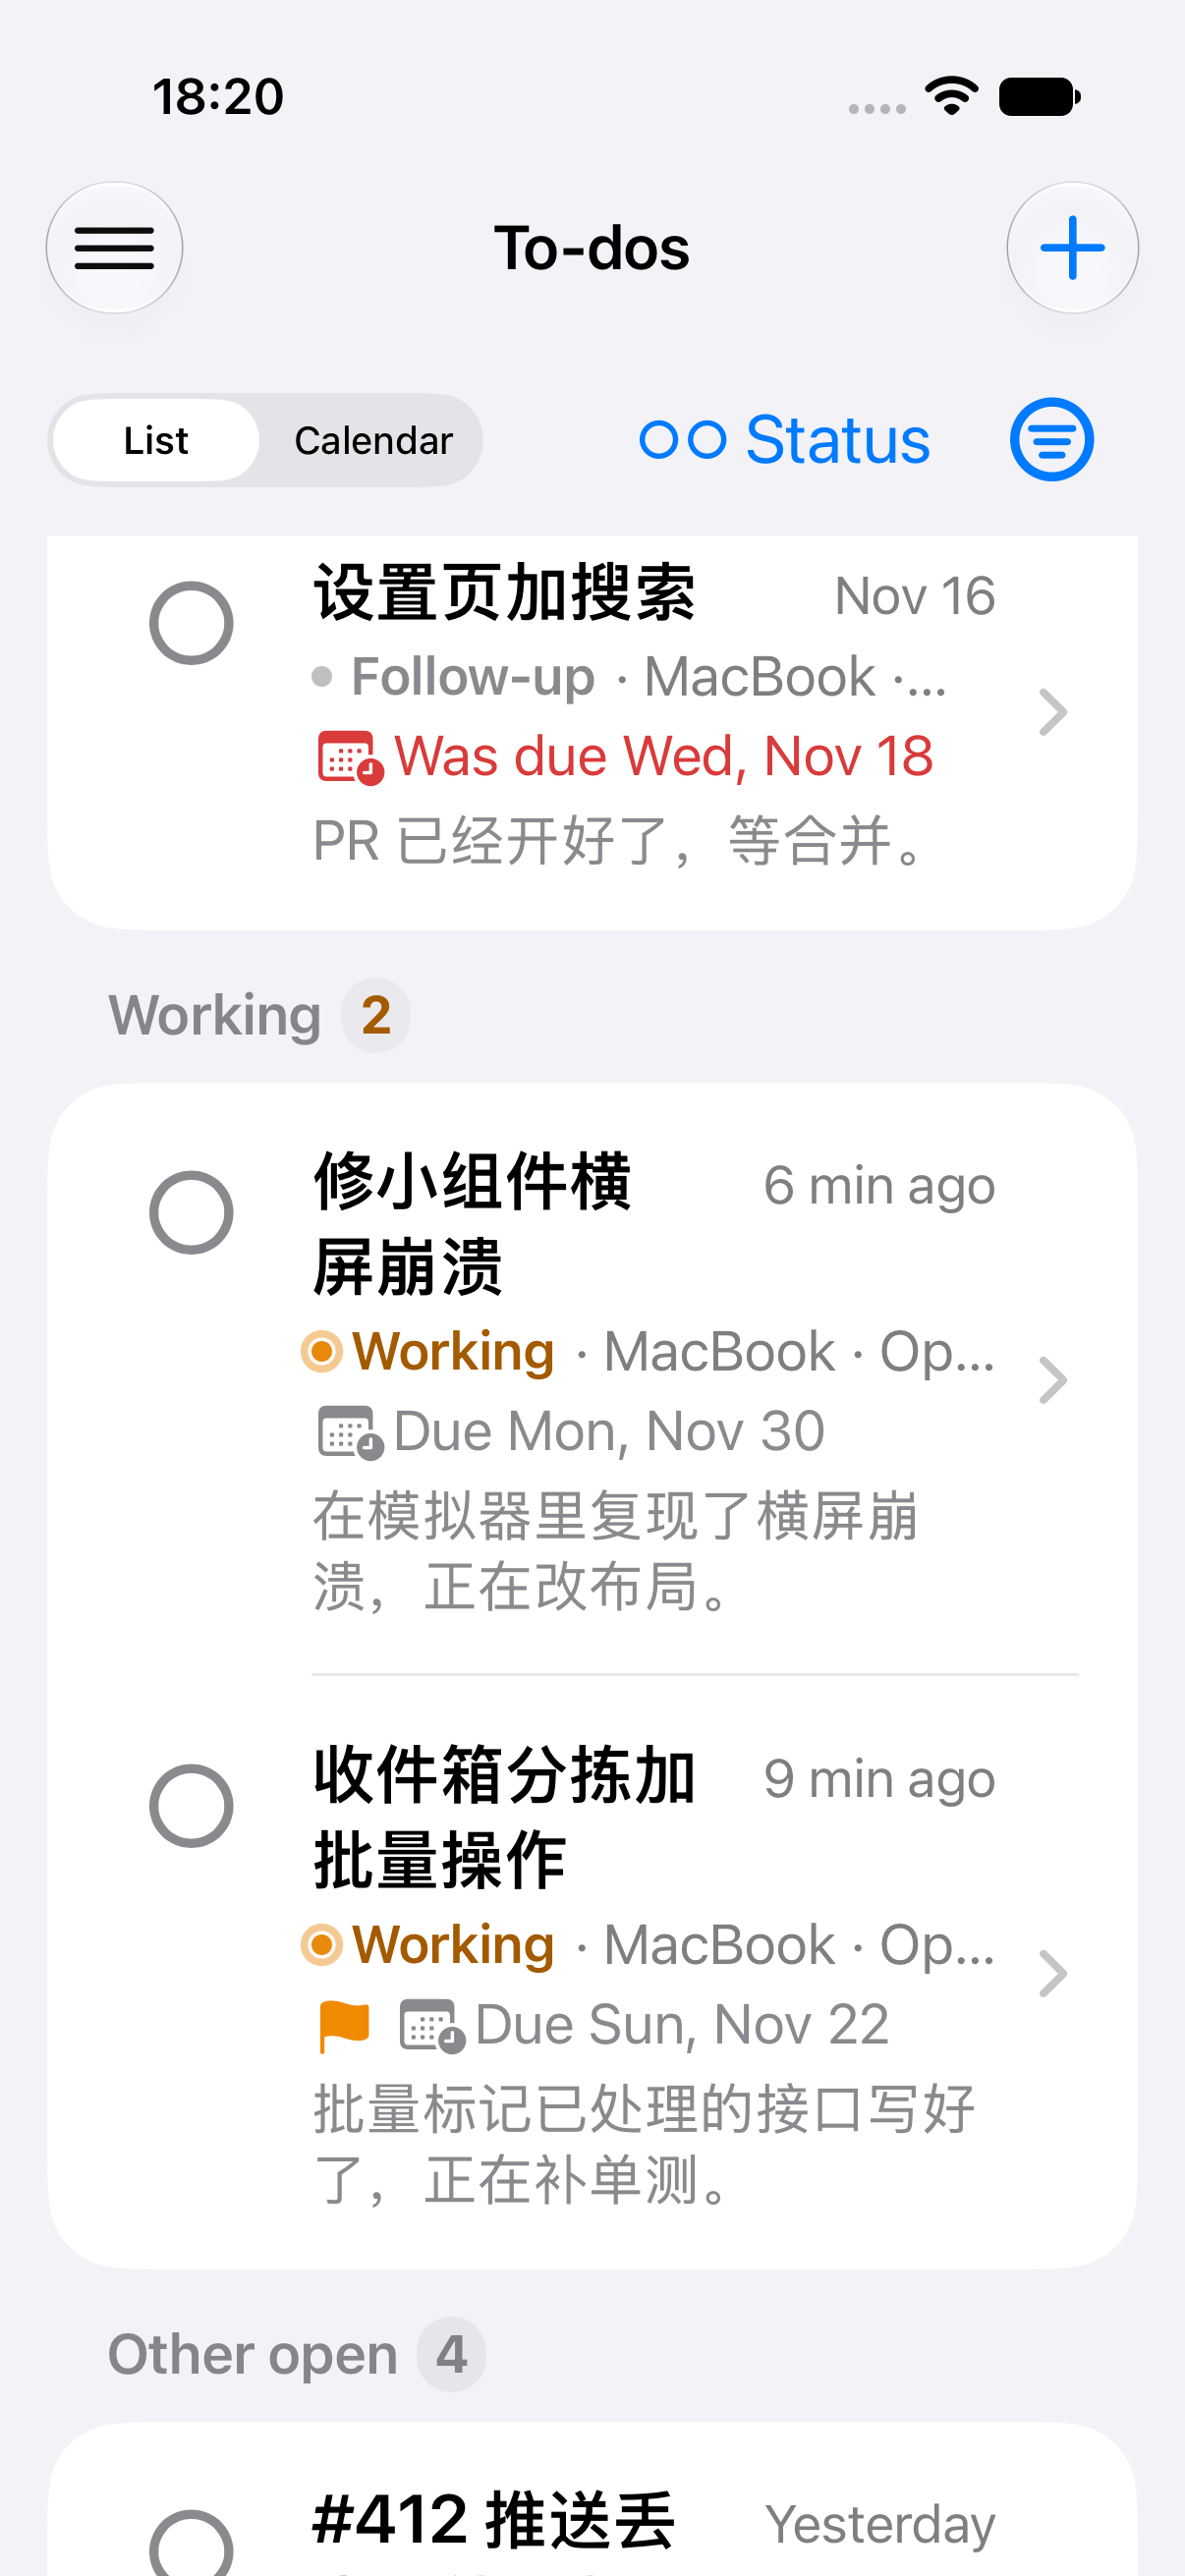 18:20
To-dos
List
Calendar
Status
设置页加搜索
Nov 16
Follow-up · MacBook ·...
Was due Wed, Nov 18
PR 已经开好了，等合并。
Working 2
修小组件横
屏崩溃
6 min ago
Working · MacBook · Op...
Due Mon, Nov 30
在模拟器里复现了横屏崩
溃，正在改布局。
收件箱分拣加
批量操作
9 min ago
Working · MacBook · Op...
Due Sun, Nov 22
批量标记已处理的接口写好
了，正在补单测。
Other open 4
#412 推送丢
Yesterday